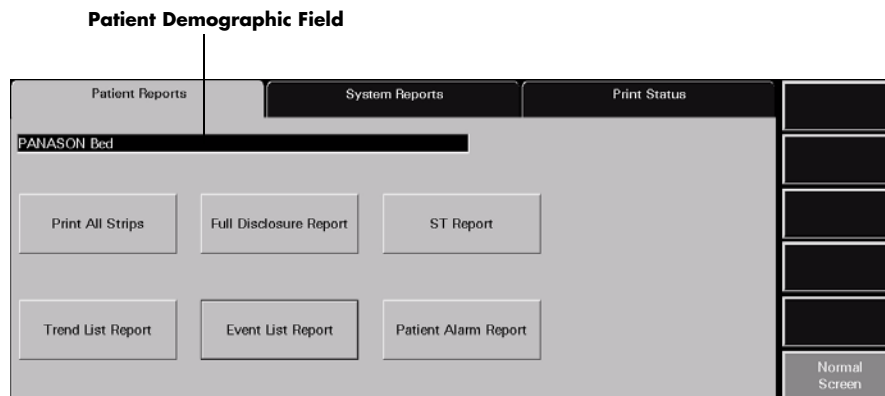 Patient Demographic Field
Patient Reports
System Reports
Print Status
PANASON Bed
Print All Strips
Full Disclosure Report
ST Report
Trend List Report
Event List Report
Patient Alarm Report
Normal
Screen